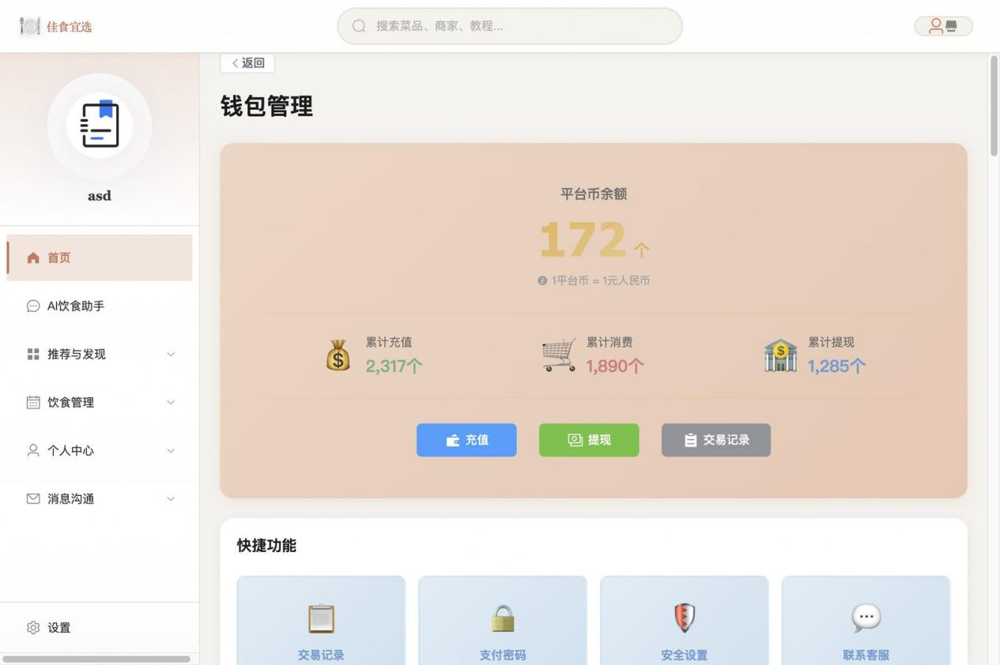 佳食宜选
搜索菜品、商家、教程...
返回
asd
钱包管理
首页
AI饮食助手
推荐与发现
饮食管理
个人中心
消息沟通
设置
平台币余额
172个
1平台币 = 1元人民币
累计充值
2,317个
累计消费
1,890个
累计提现
1,285个
充值
提现
交易记录
快捷功能
交易记录
支付密码
安全设置
联系客服